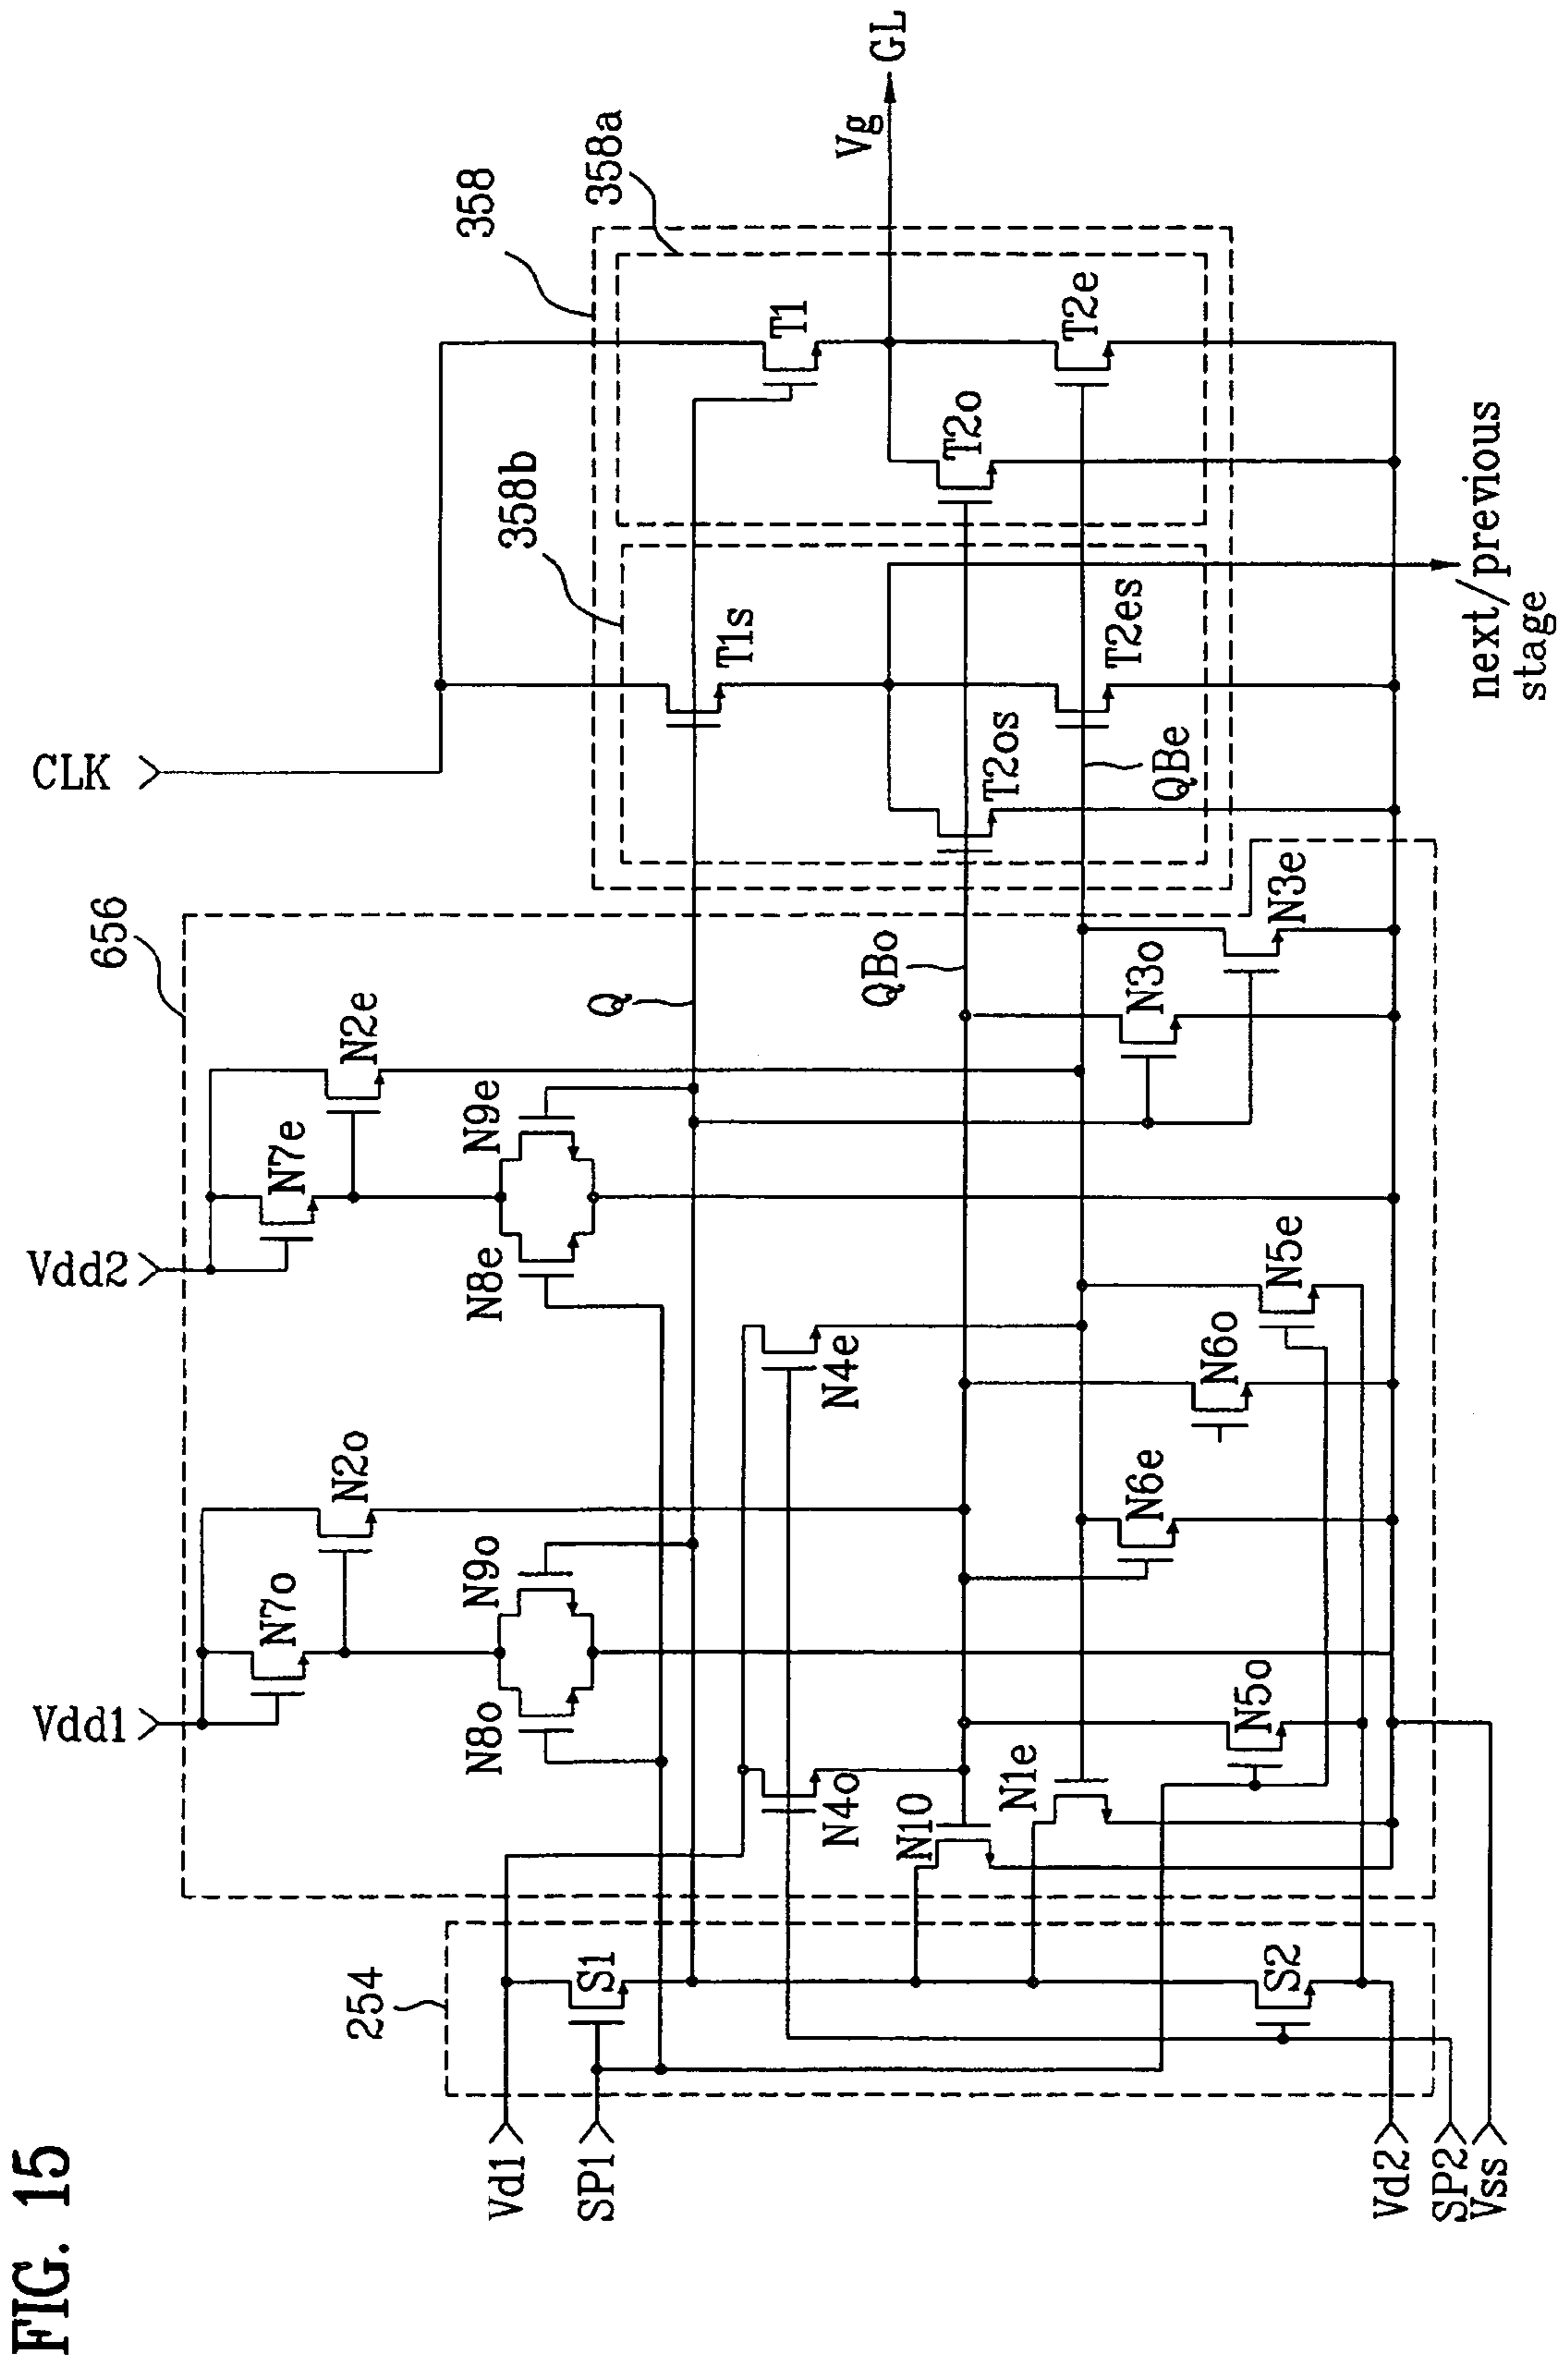 FIG. 15
Vdd1
Vdd2
CLK
656
N7o
N2o
N7e
N2e
358
358a
358b
254
Vd1
SP1
S1
N8o
N9o
N8e
N9e
Q
T1s
T1
Vg
GL
N4o
N4e
N10
QBo
T2os
T2o
N1e
N6e
N3o
QBe
T2es
T2e
N5o
N6o
N5e
N3e
S2
Vd2
SP2
Vss
next/previous
stage